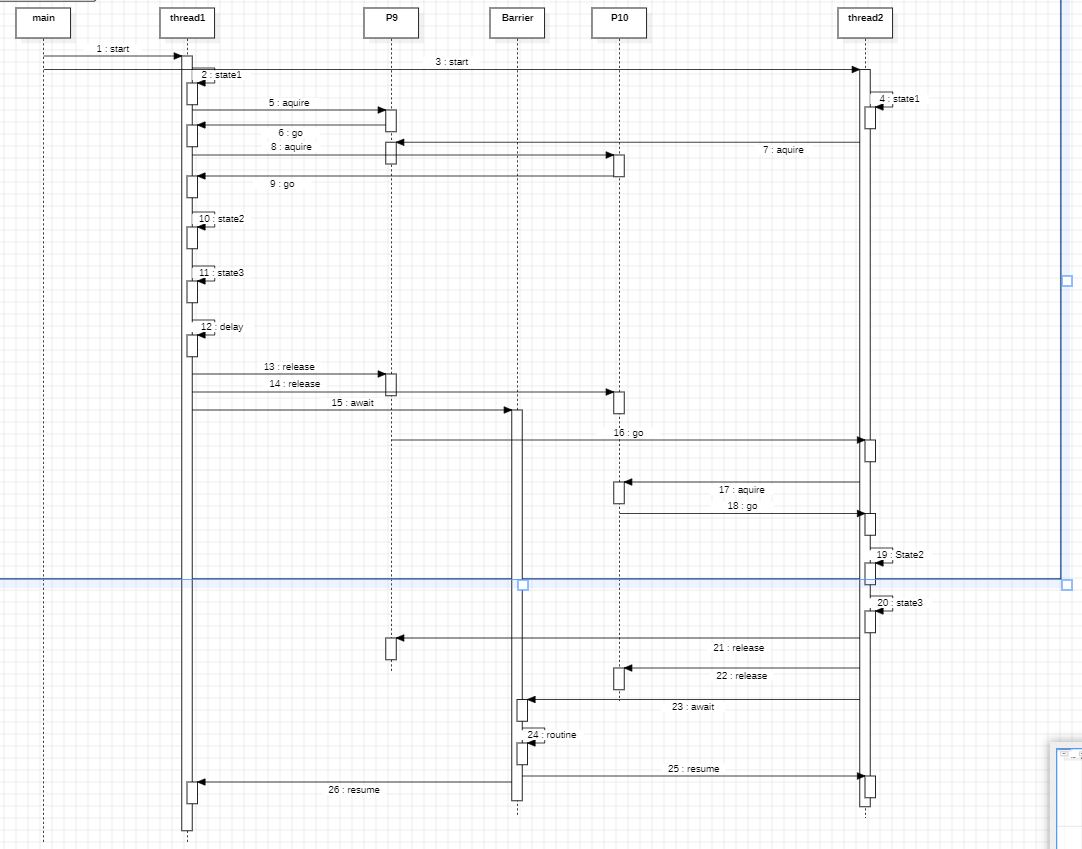 main
thread1
P9
Barrier
P10
thread2
1 : start
3 : start
2 : state1
4 : state1
5 : aquire
6 : go
7 : aquire
8 : aquire
9 : go
10 : state2
11 : state3
12 : delay
13 : release
14 : release
15 : await
16 : go
17 : aquire
18 : go
19 : State2
20 : state3
21 : release
22 : release
23 : await
24 : routine
25 : resume
26 : resume